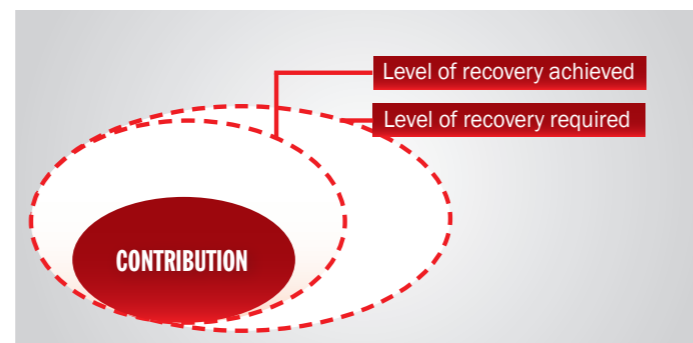 Level of recovery achieved
Level of recovery required
CONTRIBUTION